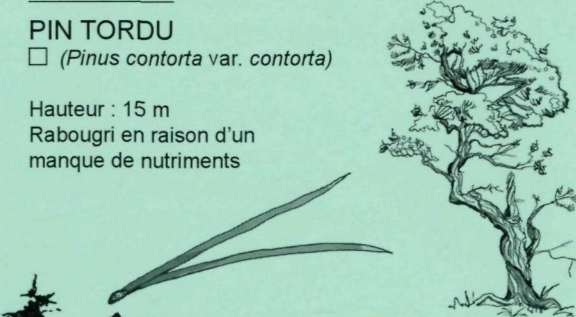 PIN TORDU
☐ (Pinus contorta var. contorta)
Hauteur : 15 m
Rabougri en raison d'un
manque de nutriments